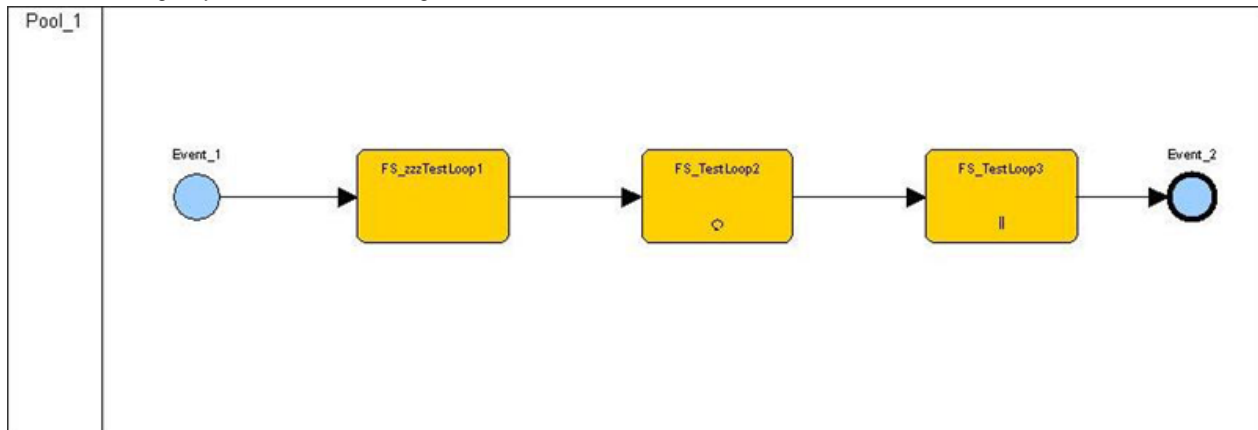 Pool_1
Event_1
FS_zzzTestLoop1
FS_TestLoop2
FS_TestLoop3
Event_2